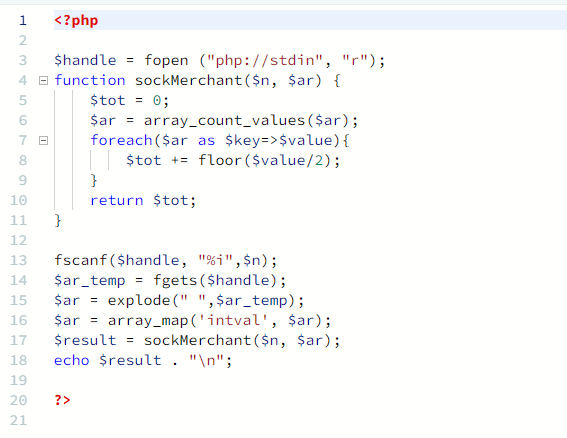 1 <?php
2
3 $handle = fopen ("php://stdin", "r");
4 function sockMerchant($n, $ar) {
5     $tot = 0;
6     $ar = array_count_values($ar);
7     foreach($ar as $key=>$value){
8         $tot += floor($value/2);
9     }
10     return $tot;
11 }
12
13 fscanf($handle, "%i",$n);
14 $ar_temp = fgets($handle);
15 $ar = explode(" ",$ar_temp);
16 $ar = array_map('intval', $ar);
17 $result = sockMerchant($n, $ar);
18 echo $result . "\n";
19
20 ?>
21